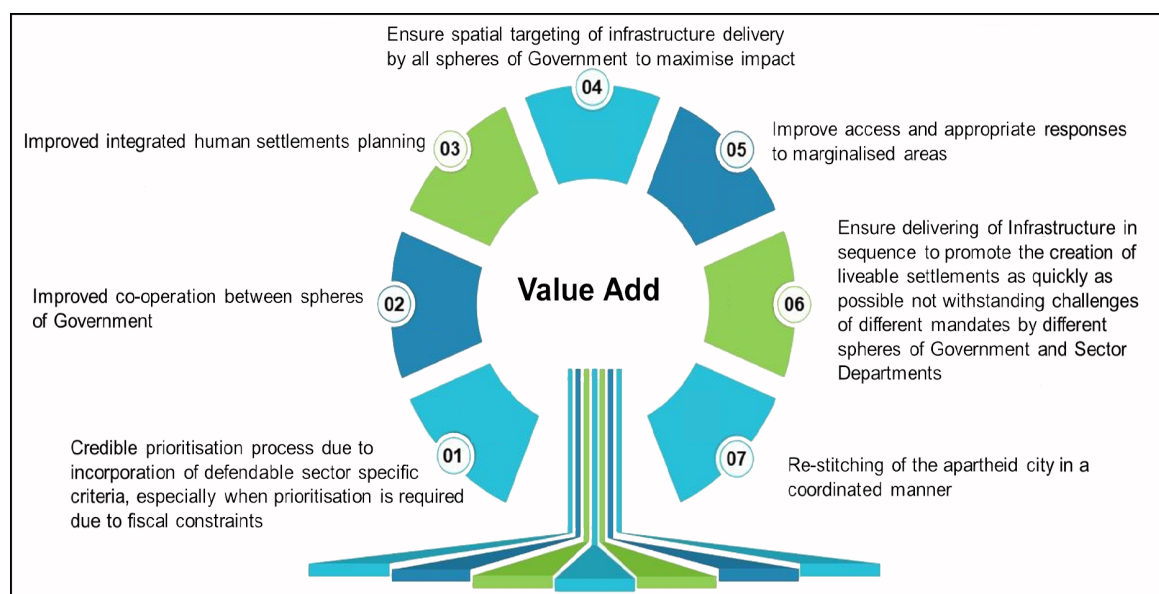 Ensure spatial targeting of infrastructure delivery
by all spheres of Government to maximise impact
04
Improved integrated human settlements planning
03
05
Improve access and appropriate responses
to marginalised areas
Improved co-operation between spheres
of Government
02
Value Add
06
Ensure delivering of Infrastructure in
sequence to promote the creation of
liveable settlements as quickly as
possible not withstanding challenges
of different mandates by different
spheres of Government and Sector
Departments
Credible prioritisation process due to
incorporation of defendable sector specific
criteria, especially when prioritisation is required
due to fiscal constraints
01
07
Re-stitching of the apartheid city in a
coordinated manner